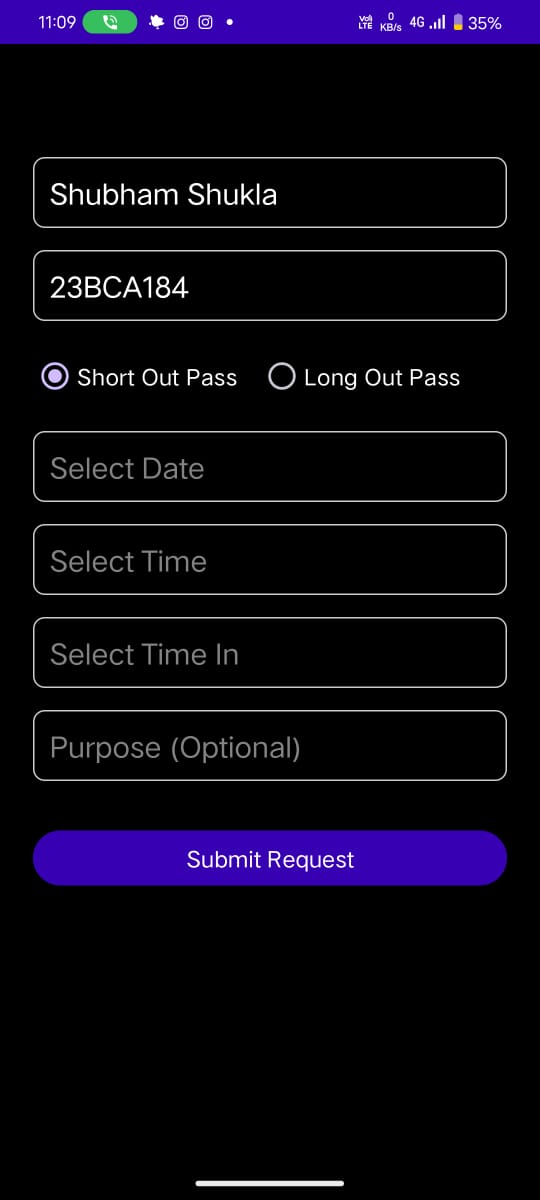 11:09 Vo) LTE 0 KB/s 4G 35%
Shubham Shukla
23BCA184
Short Out Pass Long Out Pass
Select Date
Select Time
Select Time In
Purpose (Optional)
Submit Request